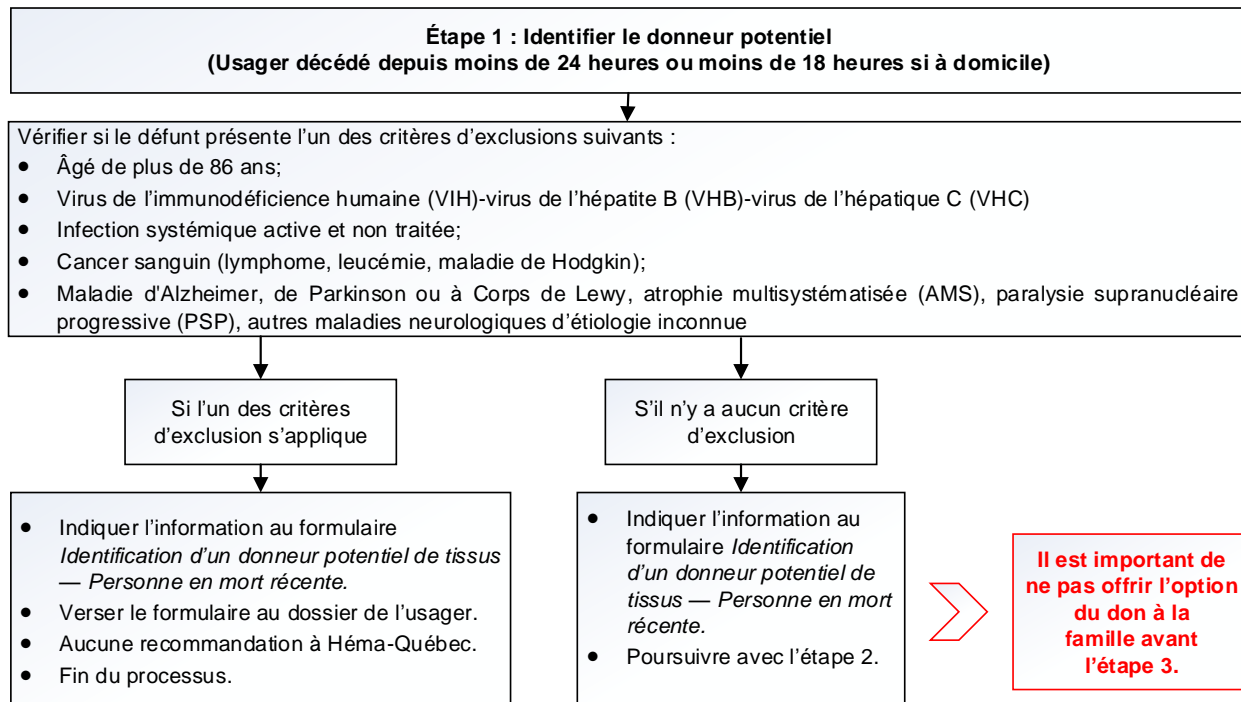 Étape 1 : Identifier le donneur potentiel
(Usager décédé depuis moins de 24 heures ou moins de 18 heures si à domicile)
Vérifier si le défunt présente l'un des critères d'exclusions suivants :
• Âgé de plus de 86 ans;
• Virus de l'immunodéficience humaine (VIH)-virus de l'hépatite B (VHB)-virus de l'hépatique C (VHC)
• Infection systémique active et non traitée;
• Cancer sanguin (lymphome, leucémie, maladie de Hodgkin);
• Maladie d'Alzheimer, de Parkinson ou à Corps de Lewy, atrophie multisystématisée (AMS), paralysie supranucléaire
progressive (PSP), autres maladies neurologiques d'étiologie inconnue
Si l'un des critères
d'exclusion s'applique
S'il n'y a aucun critère
d'exclusion
• Indiquer l'information au formulaire
Identification d'un donneur potentiel de tissus
— Personne en mort récente.
• Verser le formulaire au dossier de l'usager.
• Aucune recommandation à Héma-Québec.
• Fin du processus.
• Indiquer l'information au
formulaire Identification
d'un donneur potentiel de
tissus — Personne en mort
récente.
• Poursuivre avec l'étape 2.
Il est important de
ne pas offrir l'option
du don à la
famille avant
l'étape 3.